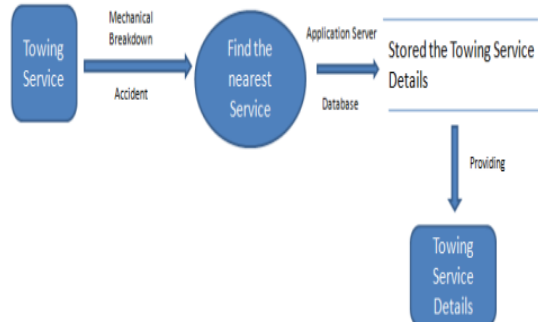 Towing
Service
Mechanical
Breakdown
Accident
Find the
nearest
Service
Application Server
Database
Stored the Towing Service
Details
Providing
Towing
Service
Details